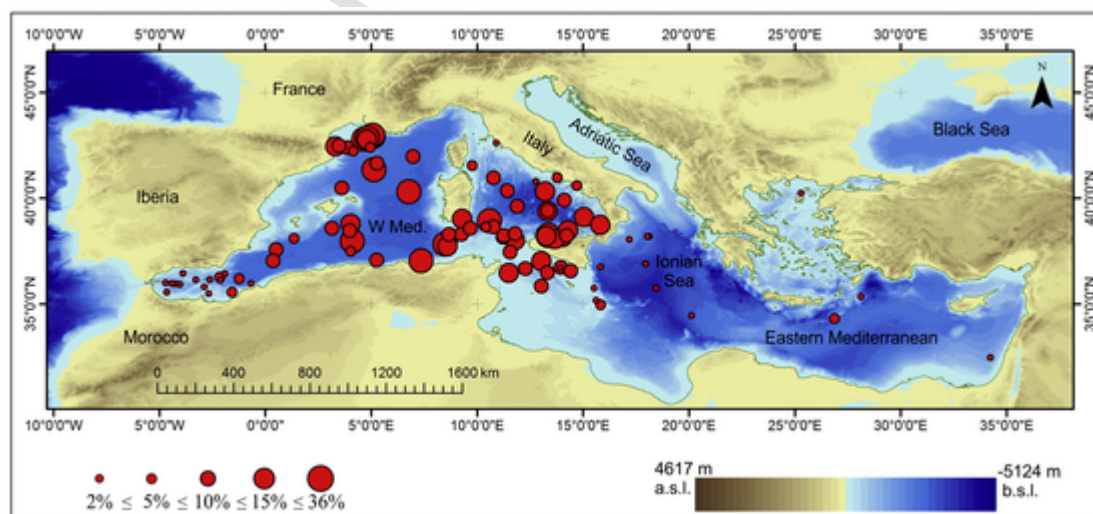 10°0'0"W 5°0'0"W 0°0'0" 5°0'0"E 10°0'0"E 15°0'0"E 20°0'0"E 25°0'0"E 30°0'0"E 35°0'0"E
45°0'0"N
40°0'0"N
35°0'0"N
France
Italy
Adriatic Sea
Black Sea
N
45°0'0"N
40°0'0"N
35°0'0"N
Iberia
W Med.
Ionian
Sea
Morocco
Eastern Mediterranean
0 400 800 1200 1600 km
10°0'0"W 5°0'0"W 0°0'0" 5°0'0"E 10°0'0"E 15°0'0"E 20°0'0"E 25°0'0"E 30°0'0"E 35°0'0"E
2% ≤ 5% ≤ 10% ≤ 15% ≤ 36%
4617 m
a.s.l.
-5124 m
b.s.l.